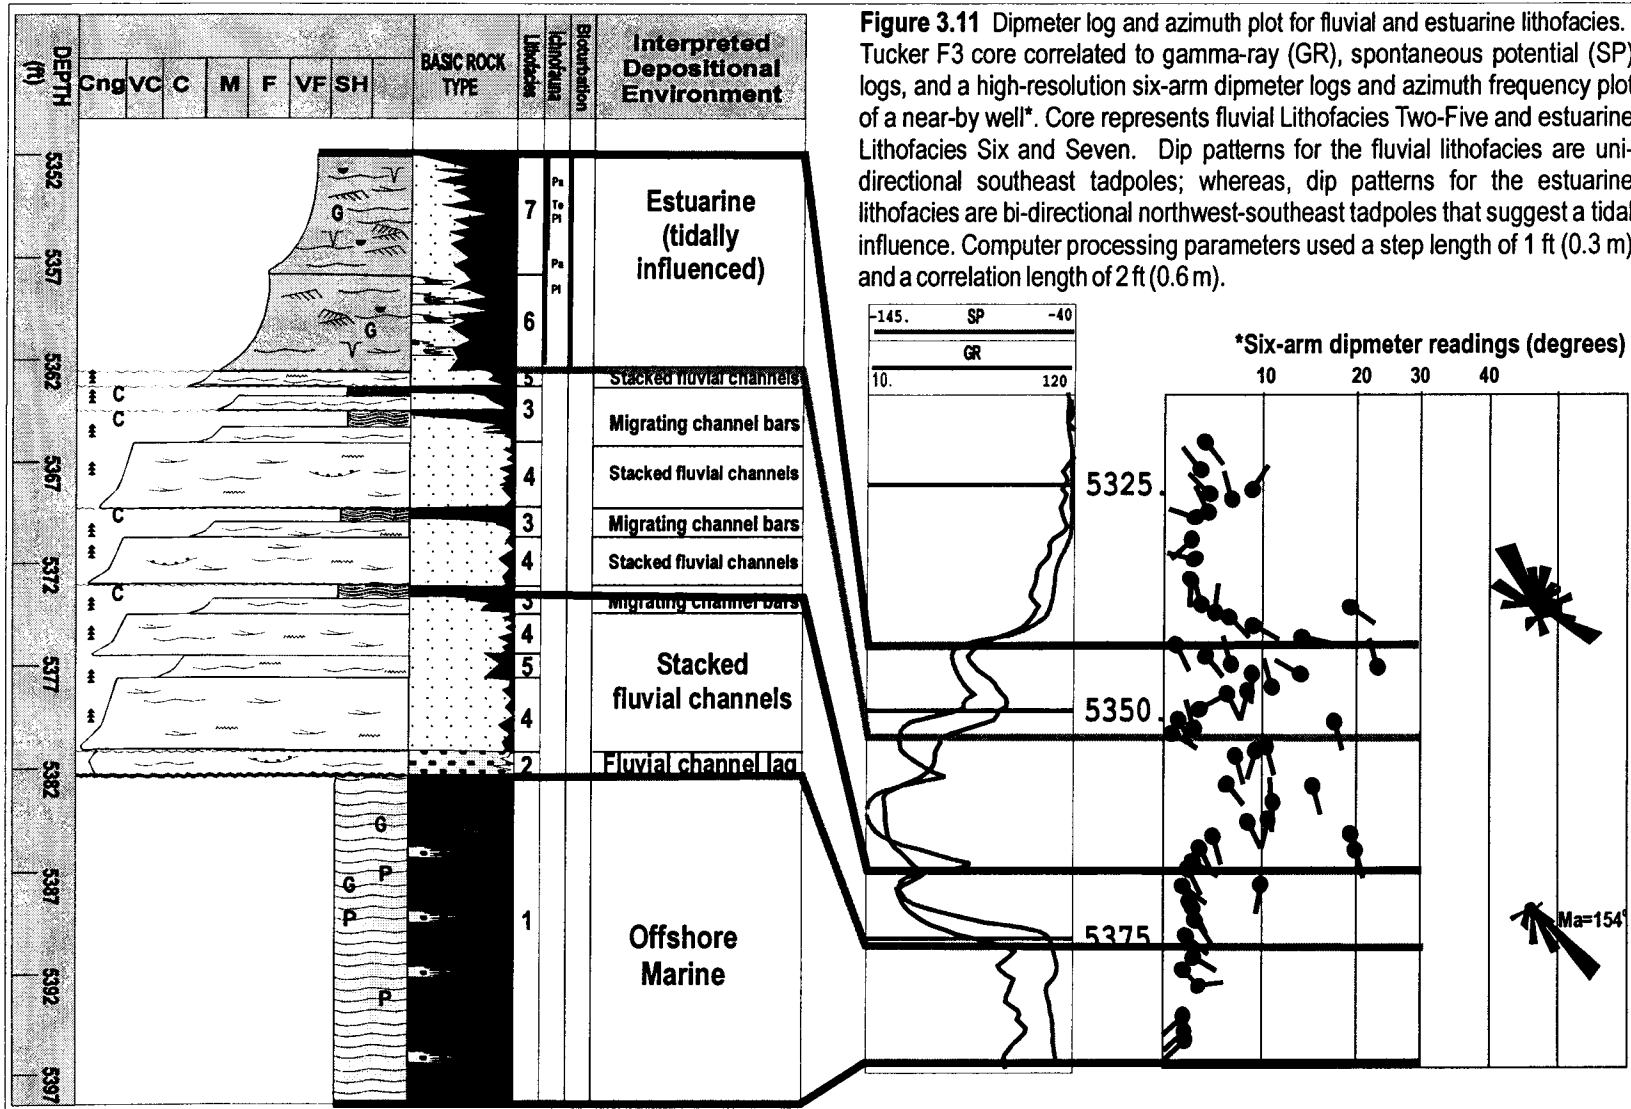 Figure 3.11 Dipmeter log and azimuth plot for fluvial and estuarine lithofacies.
Tucker F3 core correlated to gamma-ray (GR), spontaneous potential (SP)
logs, and a high-resolution six-arm dipmeter logs and azimuth frequency plot
of a near-by well*. Core represents fluvial Lithofacies Two-Five and estuarine
Lithofacies Six and Seven. Dip patterns for the fluvial lithofacies are uni-
directional southeast tadpoles; whereas, dip patterns for the estuarine
lithofacies are bi-directional northwest-southeast tadpoles that suggest a tidal
influence. Computer processing parameters used a step length of 1 ft (0.3 m)
and a correlation length of 2 ft (0.6 m).
DEPTH (ft)
Cng VC C M F VF SH
BASIC ROCK
TYPE
Lithofacies
Ichnofauna
Bioturbation
Interpreted
Depositional
Environment
5352
5357
5362
5367
5372
5377
5382
5387
5392
5397
G
G
C
C
C
C
G
P
G
P
P
7
6
5
3
4
3
4
3
4
5
4
2
1
Pa
Te
Pl
Pa
Pl
Estuarine
(tidally
influenced)
Stacked fluvial channels
Migrating channel bars
Stacked fluvial channels
Migrating channel bars
Stacked fluvial channels
Migrating channel bars
Stacked
fluvial channels
Fluvial channel lag
Offshore
Marine
-145. SP -40
GR
10. 120
*Six-arm dipmeter readings (degrees)
10 20 30 40
5325.
5350.
5375.
Ma=154°